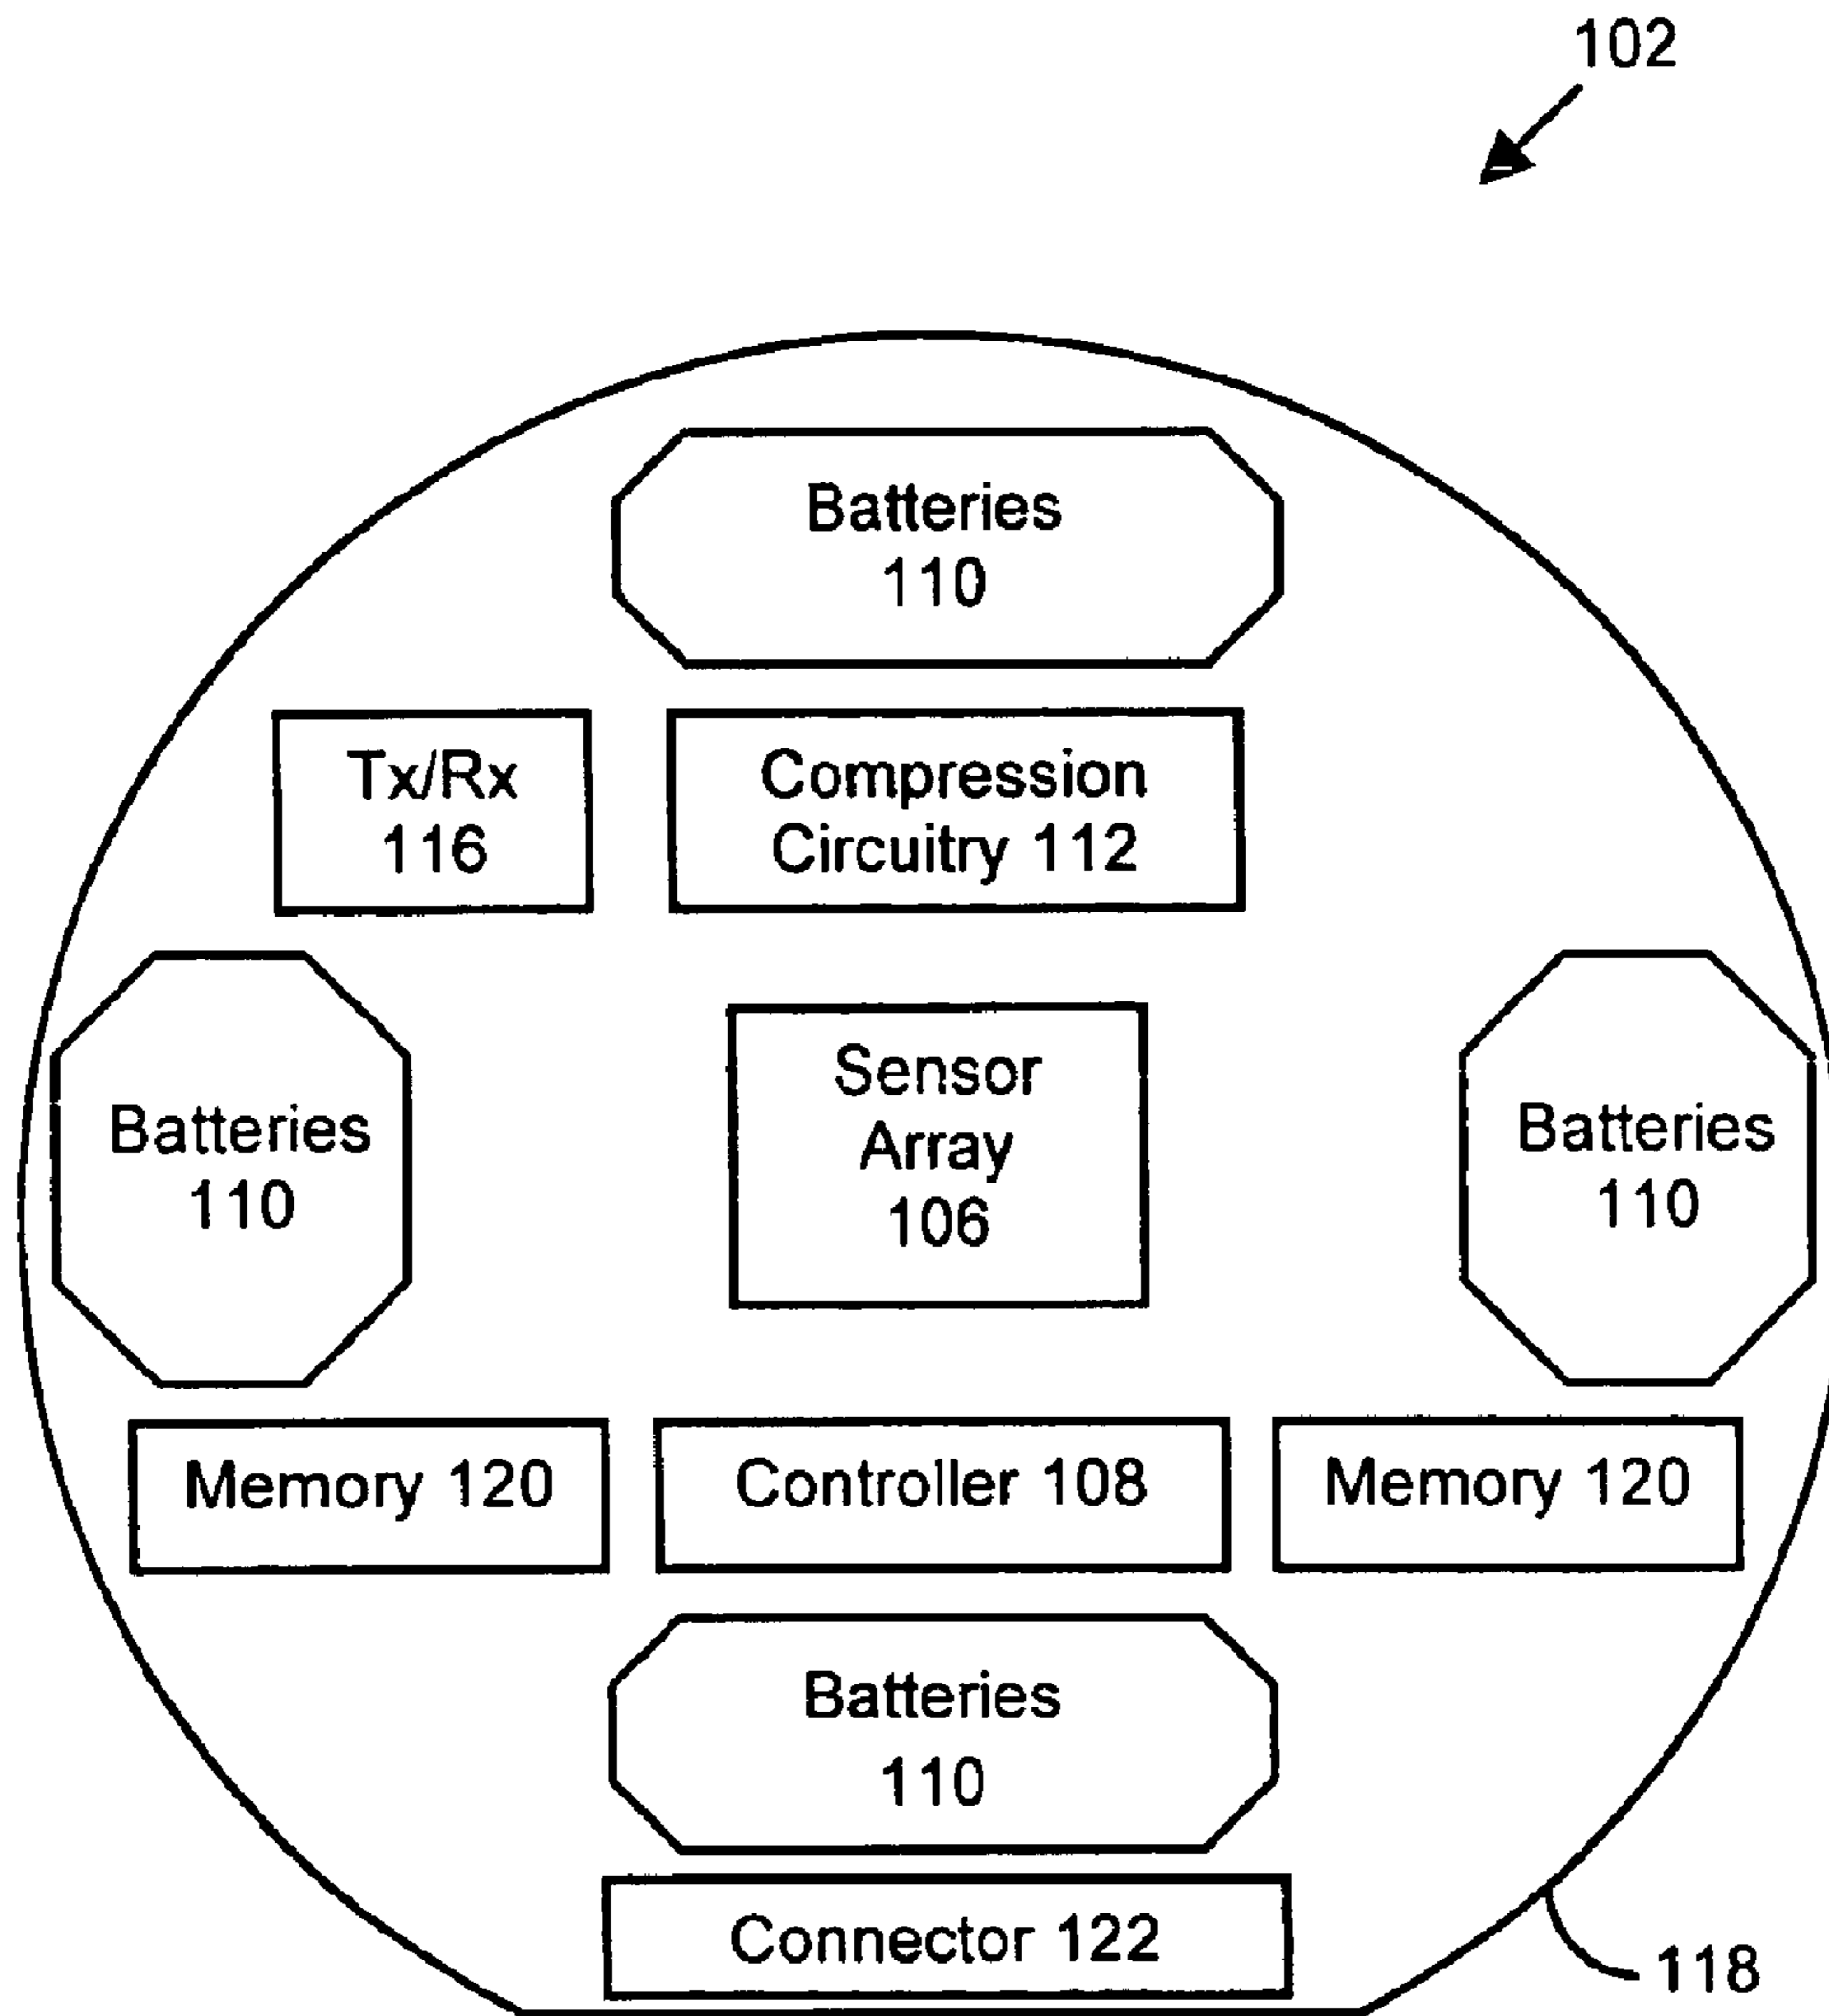 102
Batteries
110
Tx/Rx
116
Compression
Circuitry 112
Batteries
110
Sensor
Array
106
Batteries
110
Memory 120
Controller 108
Memory 120
Batteries
110
Connector 122
118